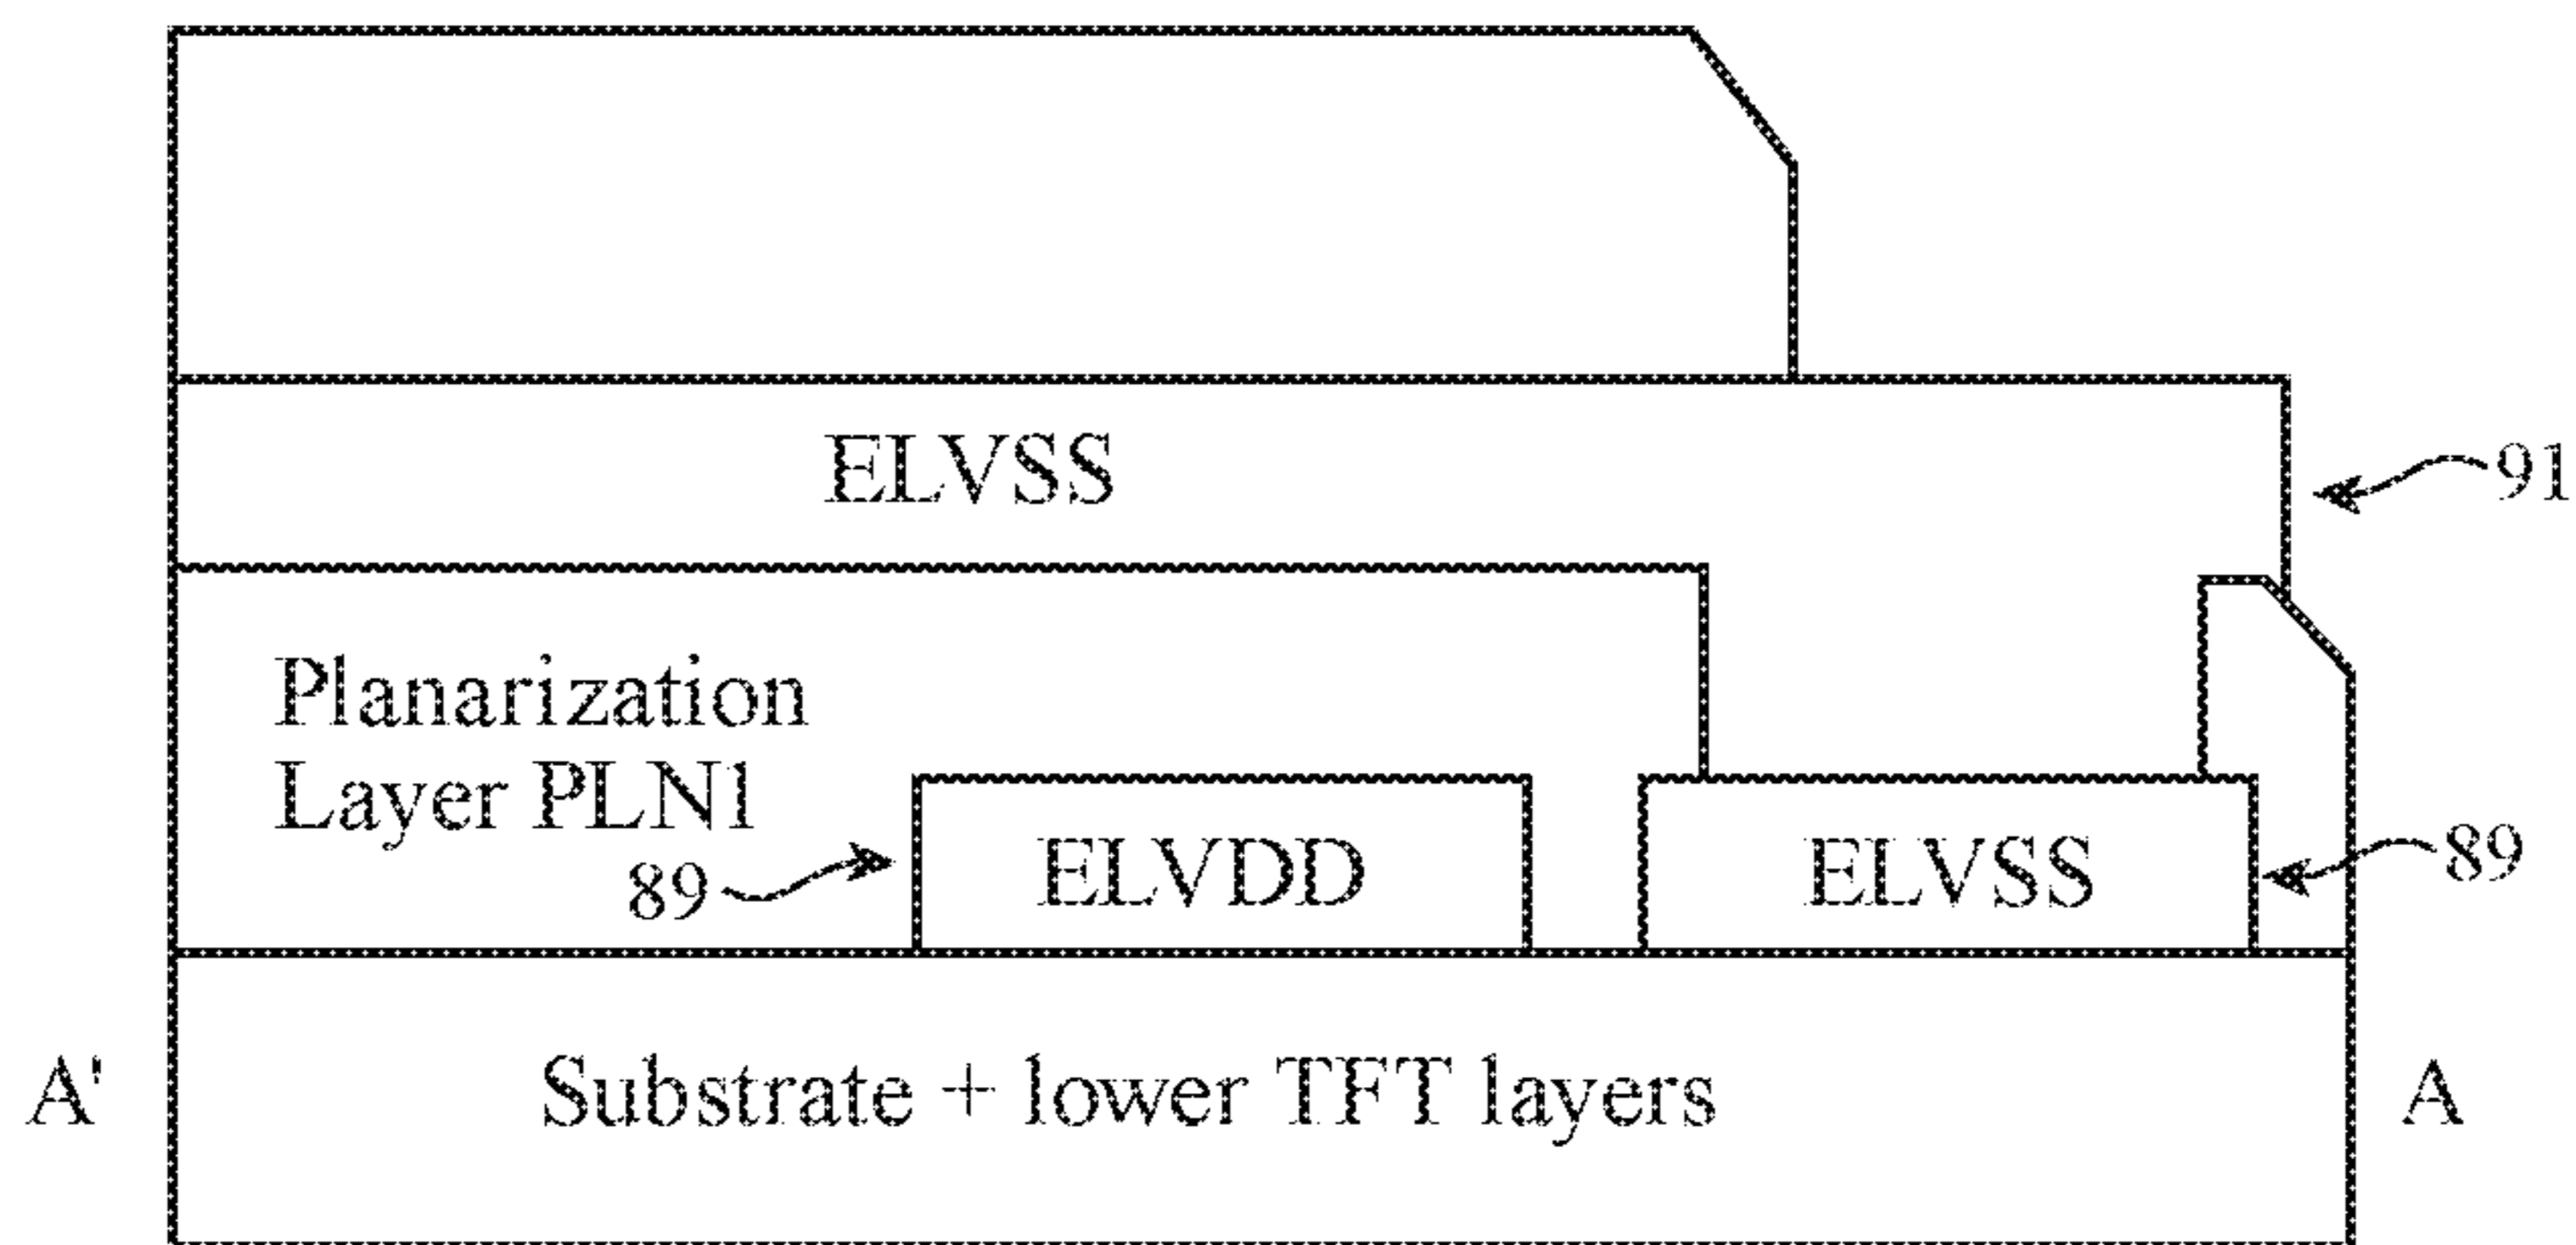 ELVSS
91
Planarization
Layer PLN1
89
ELVDD
ELVSS
89
A'
Substrate + lower TFT layers
A